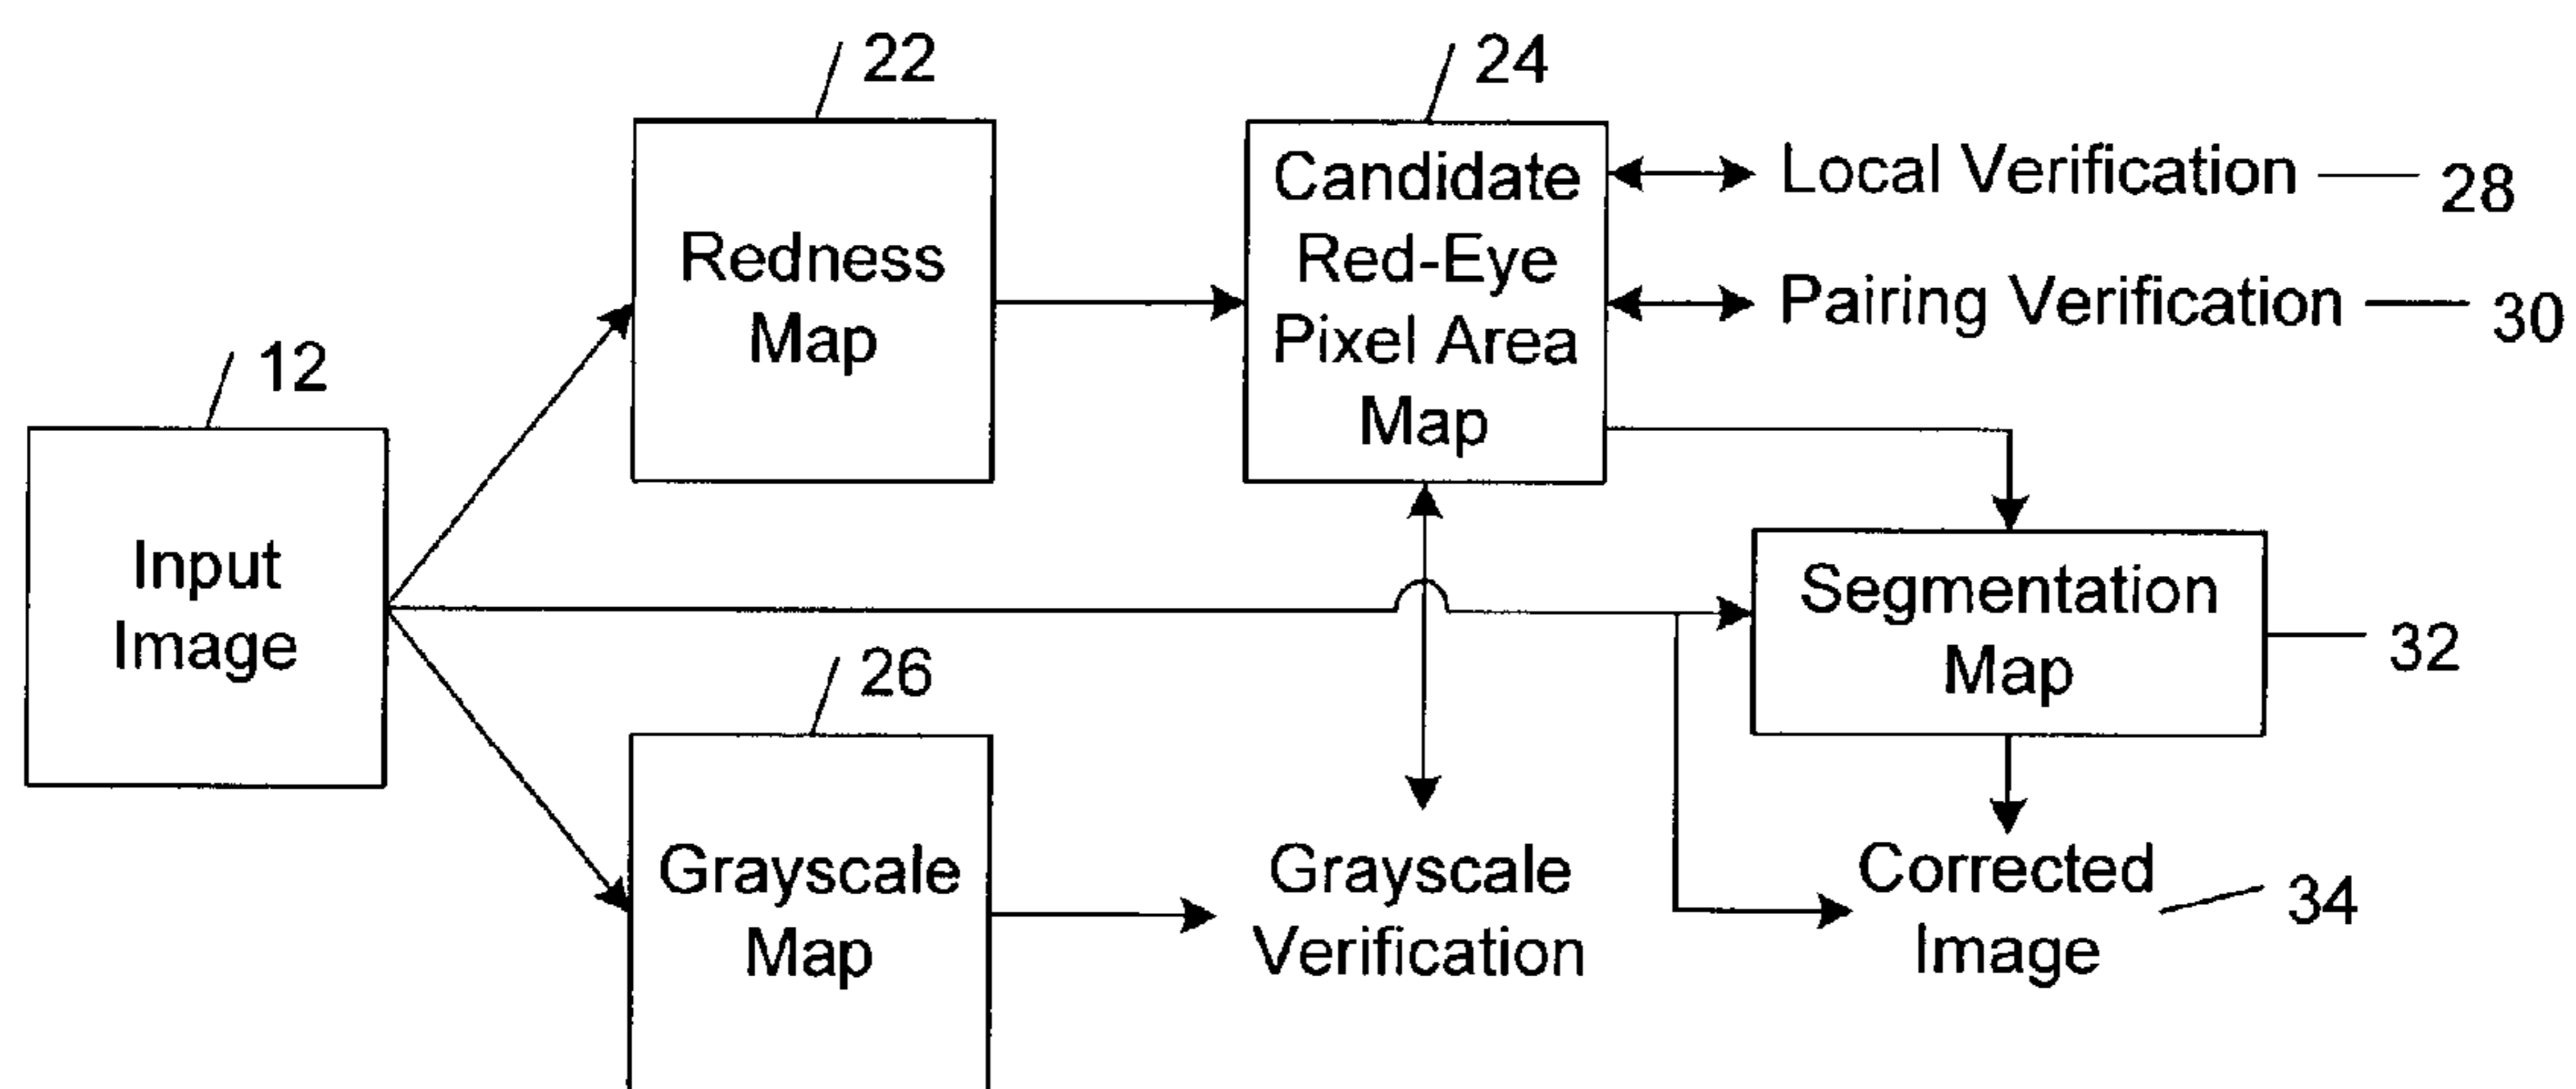 22
24
Candidate
Red-Eye
Pixel Area
Map
Local Verification
28
Redness
Map
Pairing Verification
30
12
Input
Image
Segmentation
Map
32
26
Grayscale
Map
Grayscale
Verification
Corrected
Image
34